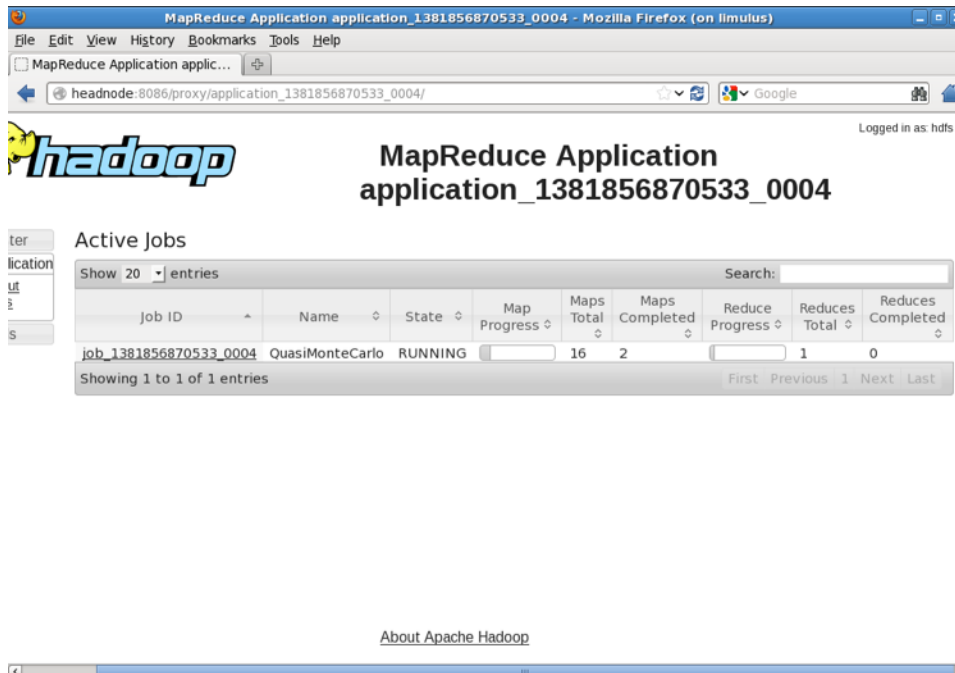 MapReduce Application application_1381856870533_0004 - Mozilla Firefox (on limulus)
File Edit View History Bookmarks Tools Help
MapReduce Application applic...
headnode:8086/proxy/application_1381856870533_0004/
Google
Logged in as: hdfs
hadoop
MapReduce Application
application_1381856870533_0004
ter
lication
ut
s
s
Active Jobs
Show 20 entries Search:
Job ID Name State Map Progress Maps Total Maps Completed Reduce Progress Reduces Total Reduces Completed
job_1381856870533_0004 QuasiMonteCarlo RUNNING 16 2 1 0
Showing 1 to 1 of 1 entries First Previous 1 Next Last
About Apache Hadoop